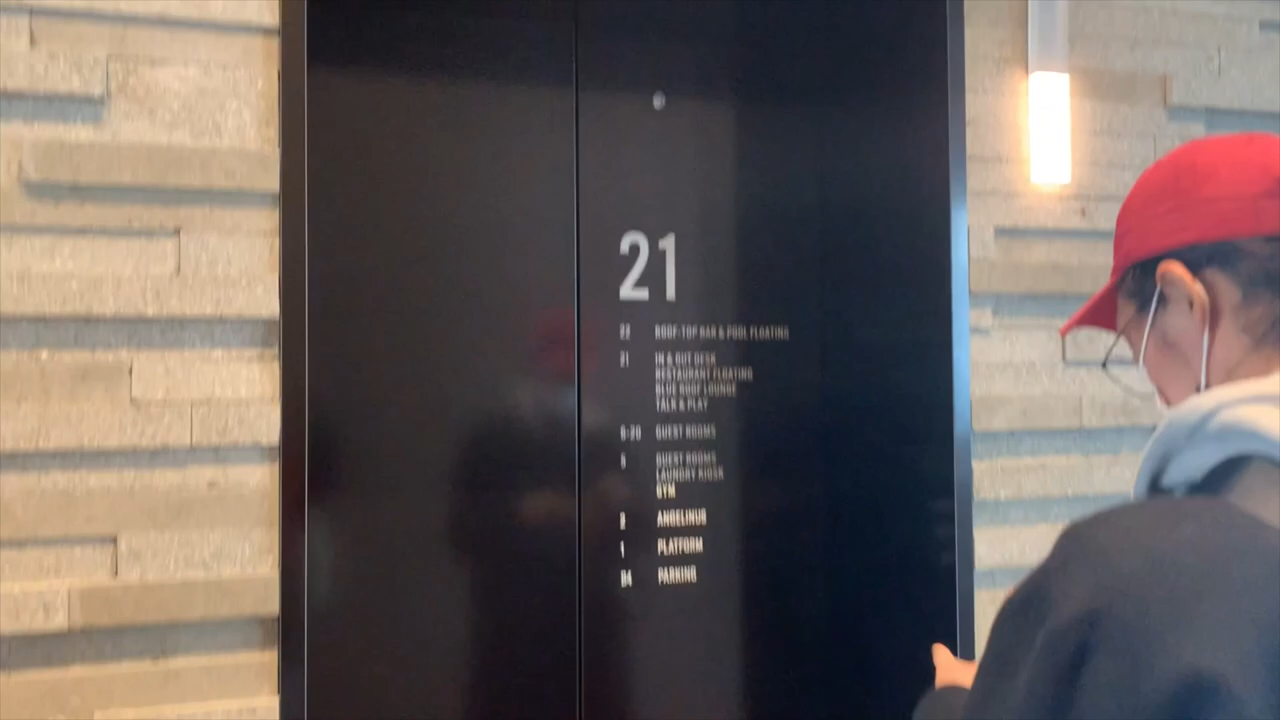 21
22 ROOF-TOP BAR & POOL FLOATING
21 IN & OUT DESK
RESTAURANT FLOATING
BLUE ROOF LOUNGE
TALK & PLAY
6-20 GUEST ROOMS
5 GUEST ROOMS
LAUNDRY KIOSK
GYM
2 ANGELINUS
1 PLATFORM
B4 PARKING